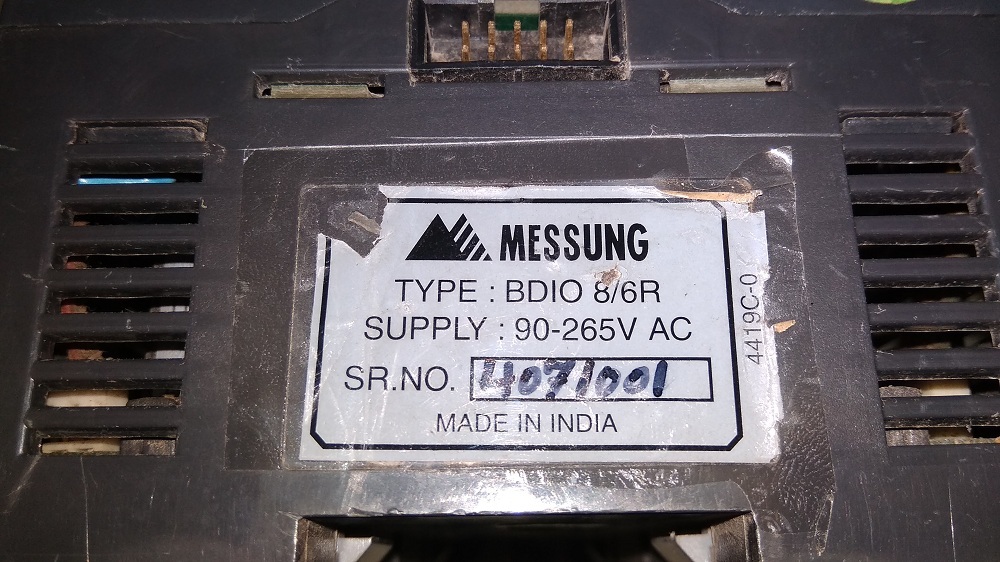 MESSUNG
TYPE : BDIO 8/6R
SUPPLY : 90-265V AC
SR.NO. 4071001
MADE IN INDIA
4419C-0